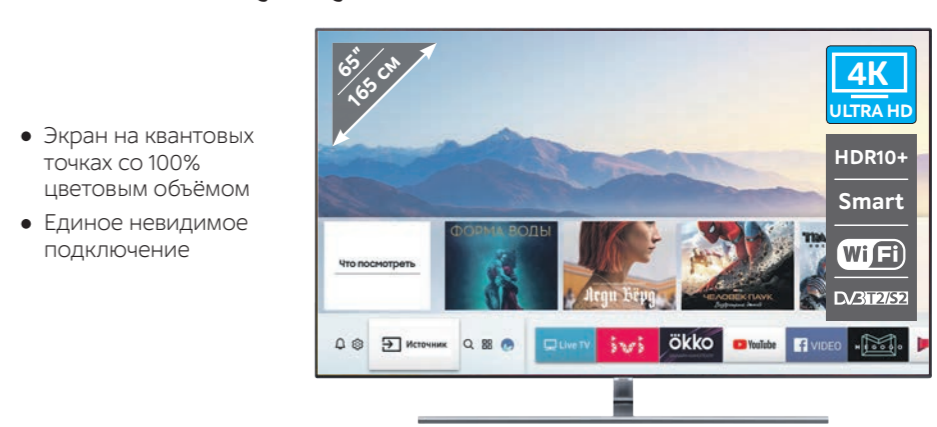 ● Экран на квантовых
точках со 100%
цветовым объёмом
● Единое невидимое
подключение
65"
165 см
4K
ULTRA HD
HDR10+
Smart
WiFi
DVB T2/S2
Что посмотреть
ФОРМА ВОДЫ
Леди Бёрд
ЧЕЛОВЕК-ПАУК
Источник
Live TV
ivi
ökko
YouTube
VIDEO